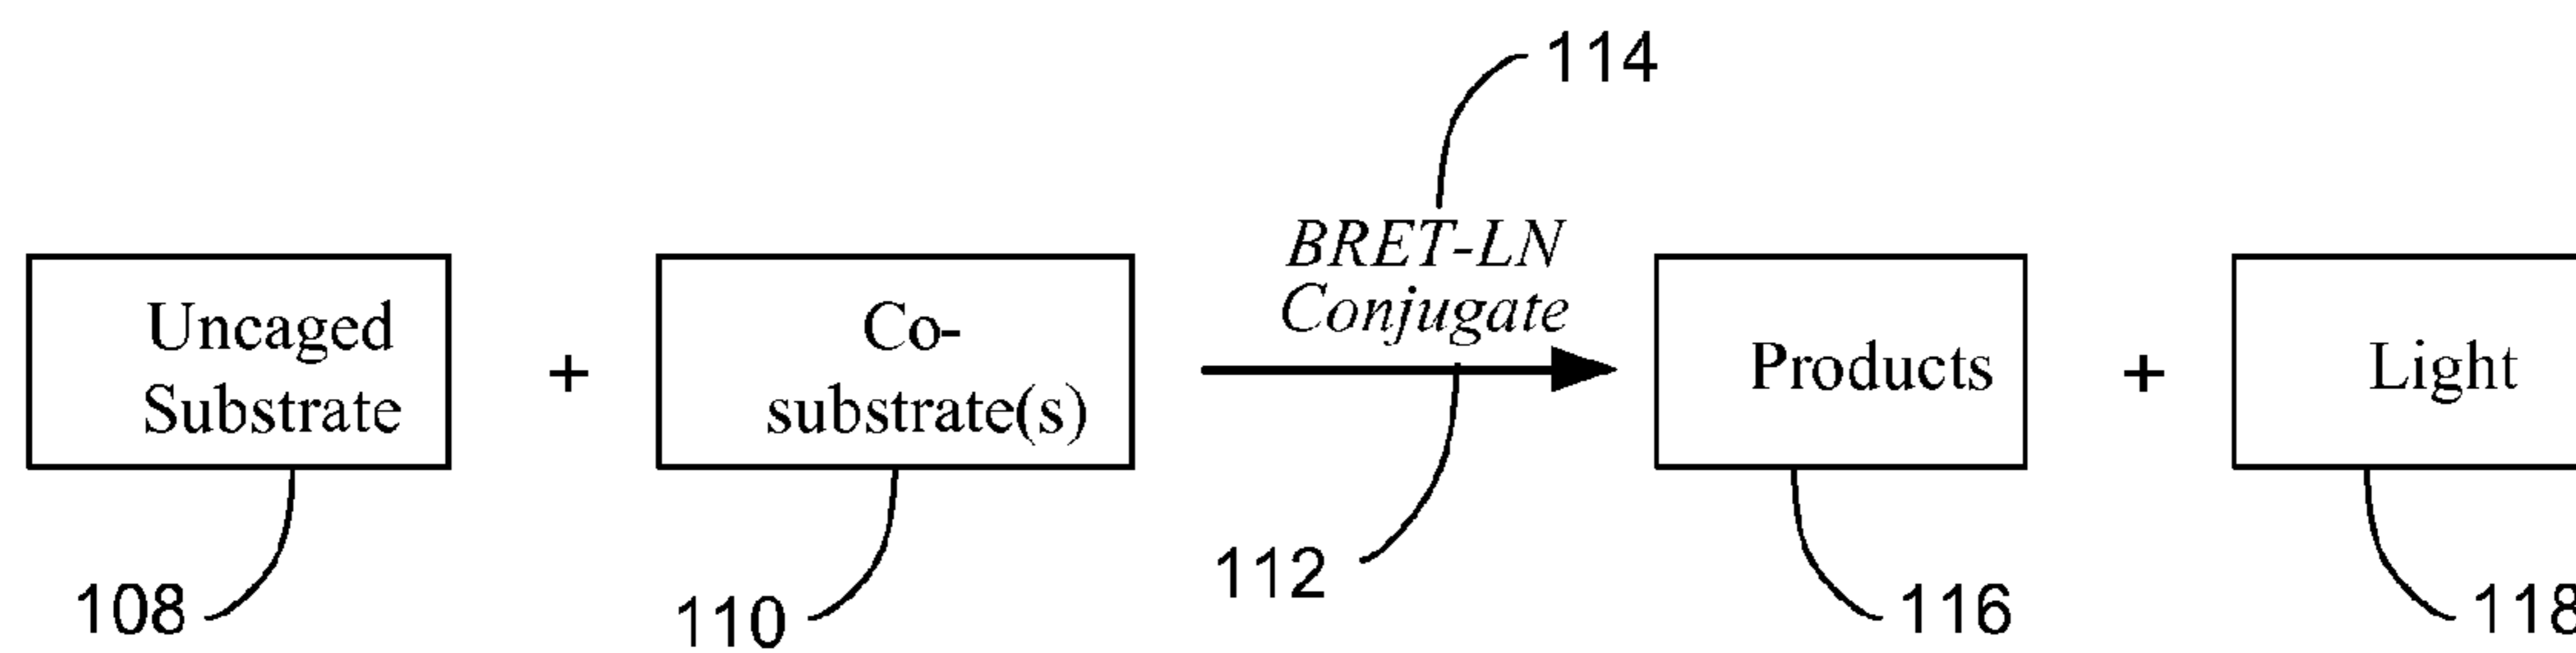 114
BRET-LN
Conjugate
Uncaged
Substrate
+
Co-
substrate(s)
Products
+
Light
108
110
112
116
118